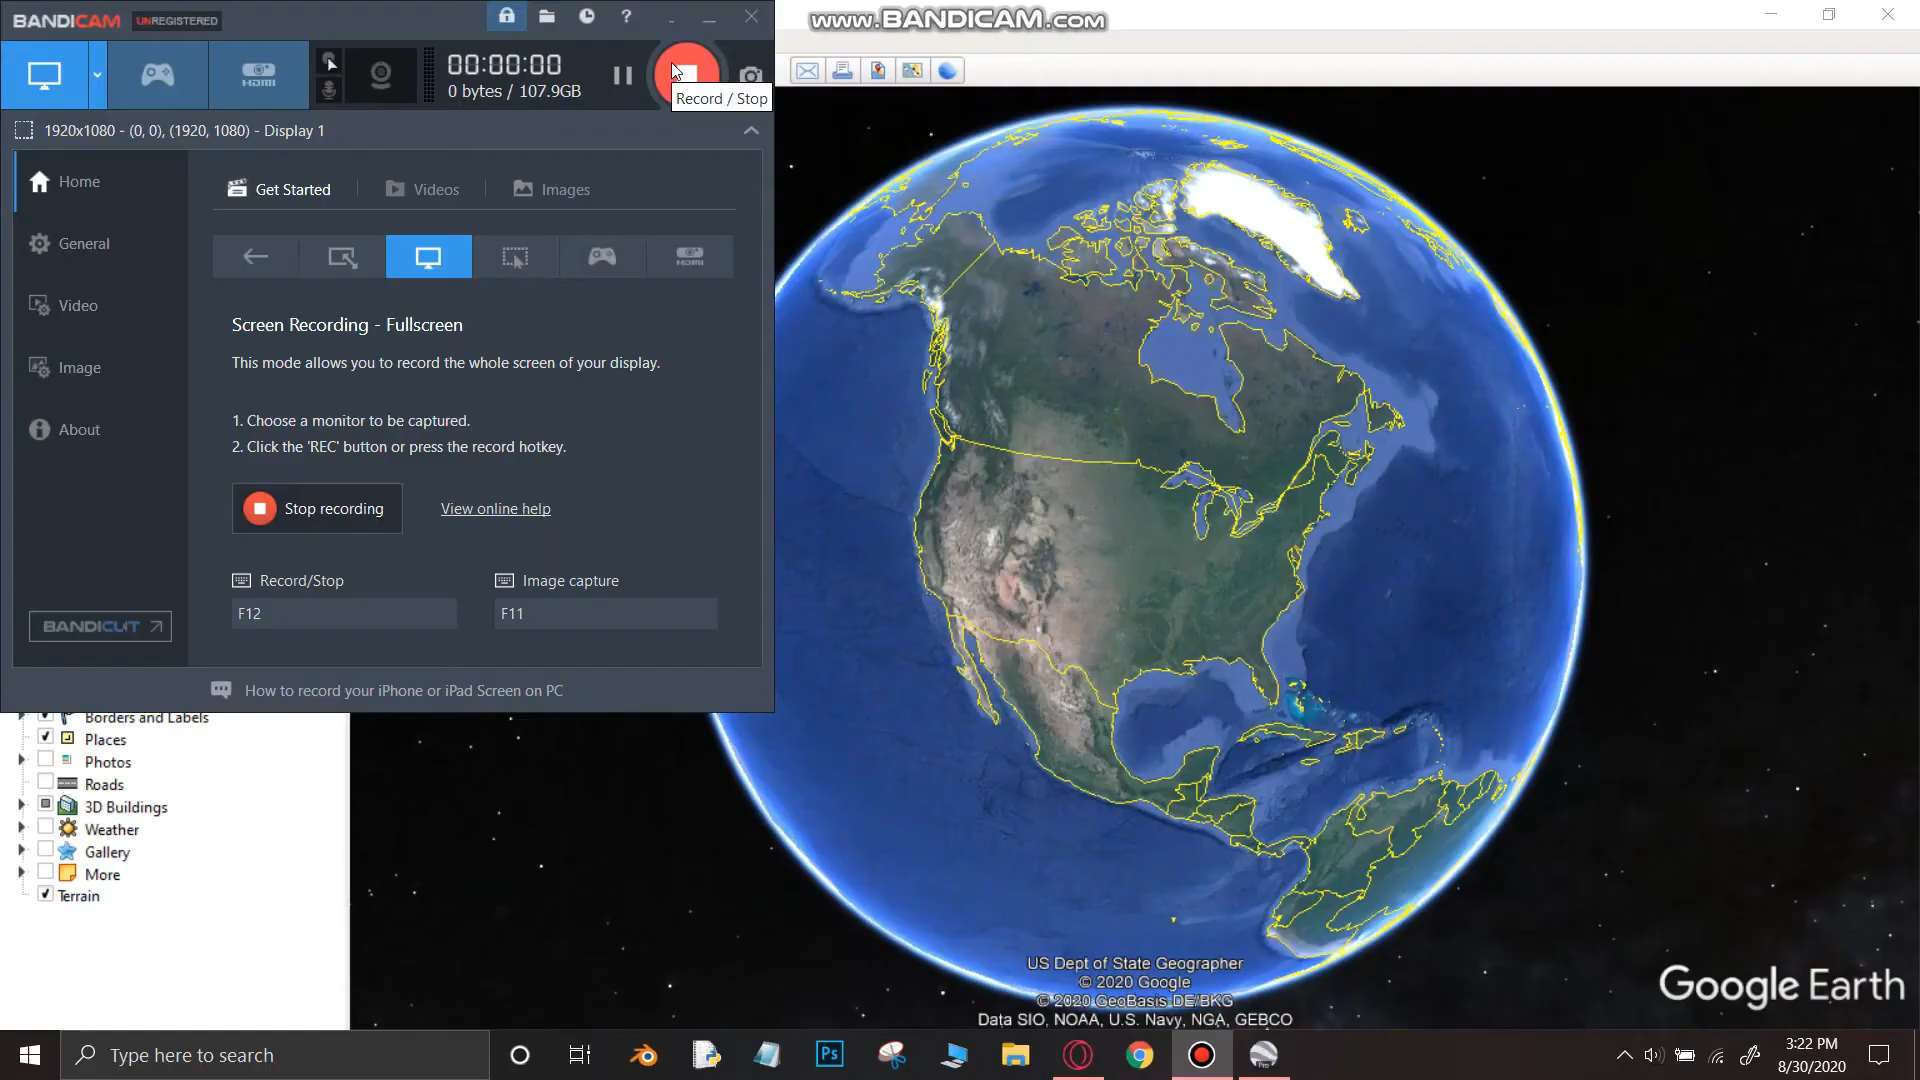 BANDICAM UNREGISTERED
www.BANDICAM.com
HDMI
00:00:00
0 bytes / 107.9GB
Record / Stop
1920x1080 - (0, 0), (1920, 1080) - Display 1
Home
General
Video
Image
About
BANDICUT
Get Started
Videos
Images
HDMI
Screen Recording - Fullscreen
This mode allows you to record the whole screen of your display.
1. Choose a monitor to be captured.
2. Click the 'REC' button or press the record hotkey.
Stop recording
View online help
Record/Stop
Image capture
F12
F11
How to record your iPhone or iPad Screen on PC
Borders and Labels
Places
Photos
Roads
3D Buildings
Weather
Gallery
More
Terrain
US Dept of State Geographer
© 2020 Google
© 2020 GeoBasis-DE/BKG
Data SIO, NOAA, U.S. Navy, NGA, GEBCO
Google Earth
Type here to search
Ps
Pro
3:22 PM
8/30/2020